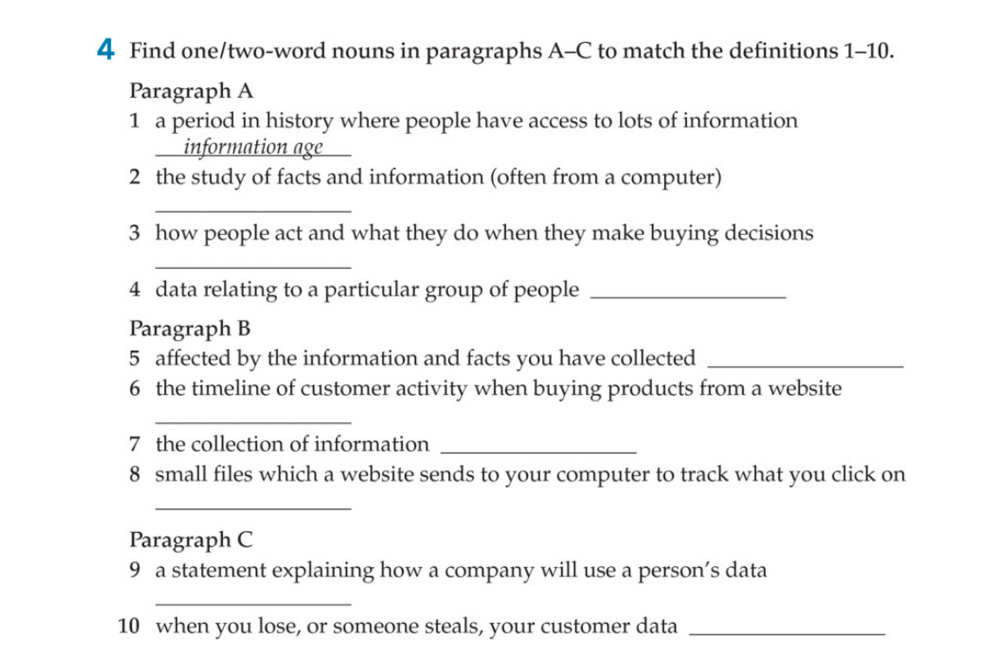 4 Find one/two-word nouns in paragraphs A–C to match the definitions 1–10.
Paragraph A
1 a period in history where people have access to lots of information
information age
2 the study of facts and information (often from a computer)
3 how people act and what they do when they make buying decisions
4 data relating to a particular group of people
Paragraph B
5 affected by the information and facts you have collected
6 the timeline of customer activity when buying products from a website
7 the collection of information
8 small files which a website sends to your computer to track what you click on
Paragraph C
9 a statement explaining how a company will use a person’s data
10 when you lose, or someone steals, your customer data